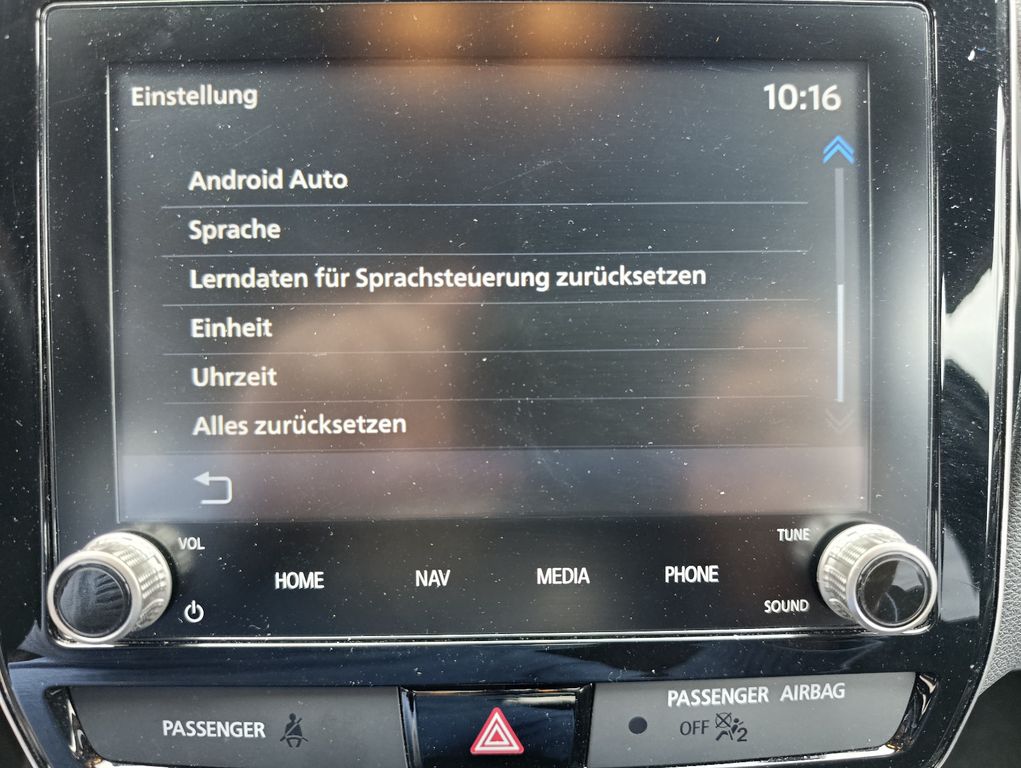 Einstellung
10:16
Android Auto
Sprache
Lerndaten für Sprachsteuerung zurücksetzen
Einheit
Uhrzeit
Alles zurücksetzen
VOL
TUNE
HOME
NAV
MEDIA
PHONE
SOUND
PASSENGER
PASSENGER AIRBAG
OFF
2